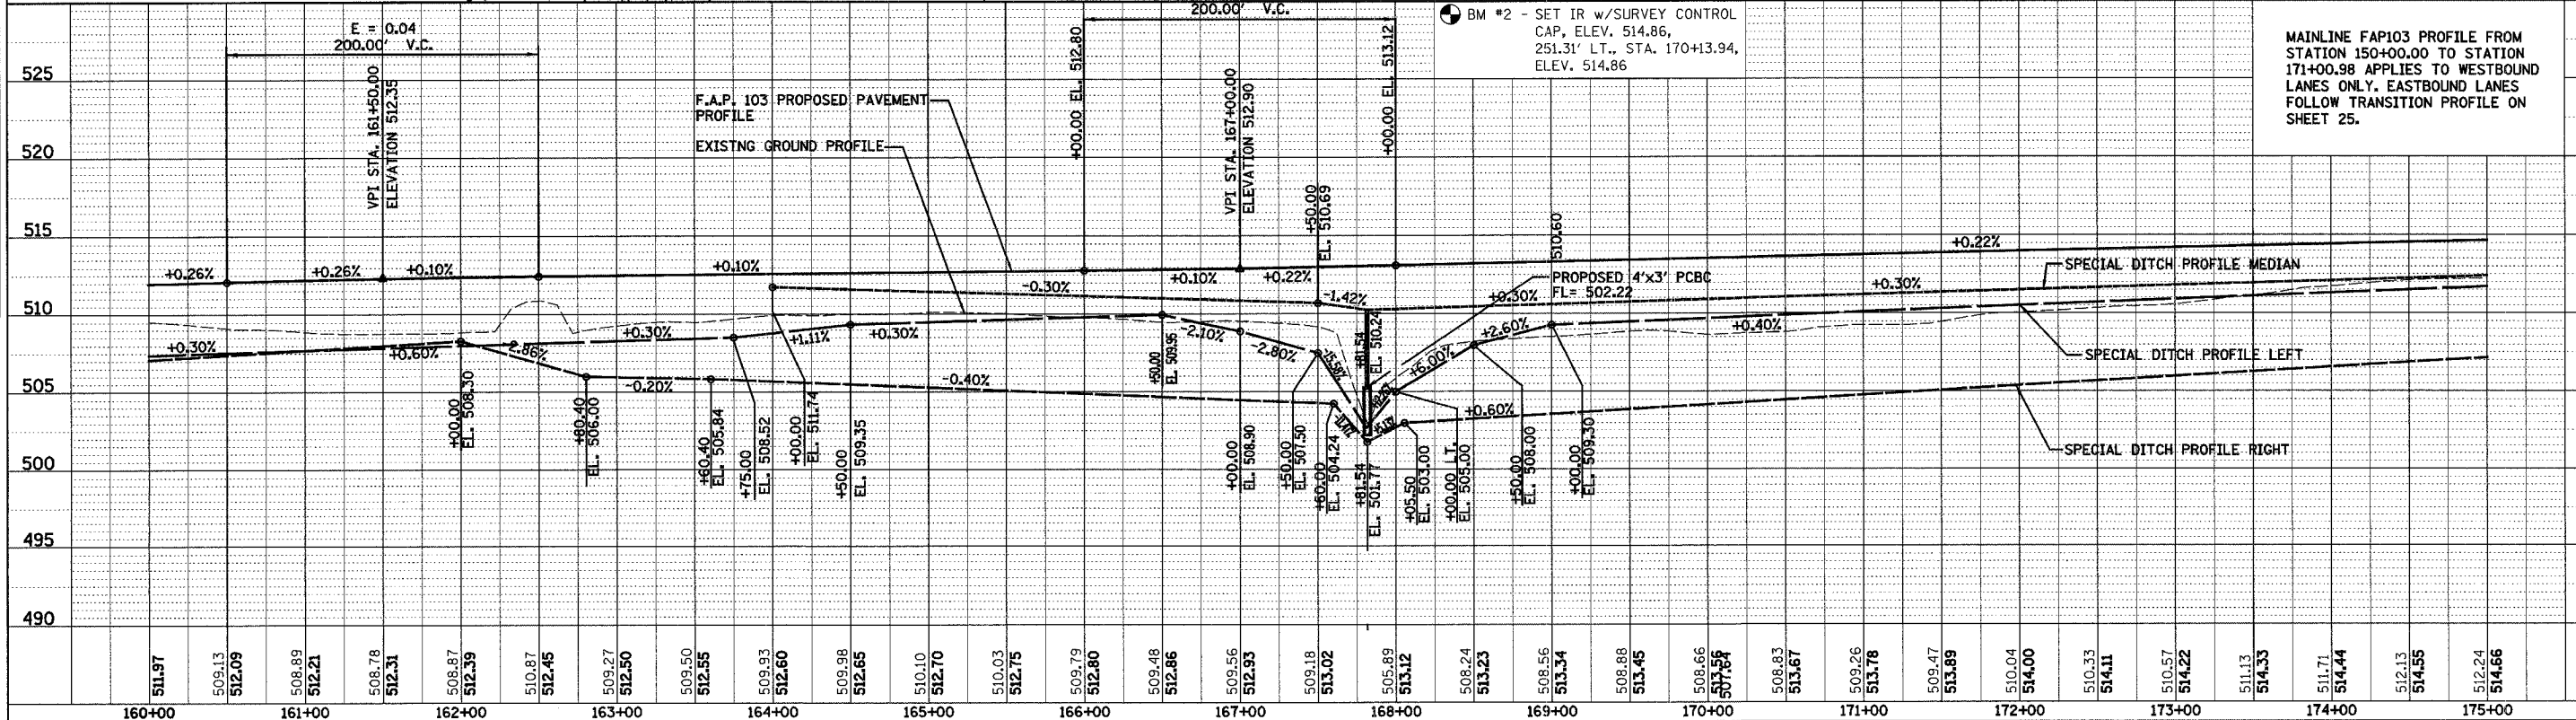 200.00' V.C.
E = 0.04
200.00' V.C.
BM #2 - SET IR w/SURVEY CONTROL
CAP, ELEV. 514.86,
251.31' LT., STA. 170+13.94,
ELEV. 514.86
MAINLINE FAP103 PROFILE FROM
STATION 150+00.00 TO STATION
171+00.98 APPLIES TO WESTBOUND
LANES ONLY. EASTBOUND LANES
FOLLOW TRANSITION PROFILE ON
SHEET 25.
VPI STA. 161+50.00
ELEVATION 512.35
+00.00 EL. 512.80
VPI STA. 167+00.00
ELEVATION 512.90
+00.00 EL. 513.12
+50.00
EL. 510.69
510.60
F.A.P. 103 PROPOSED PAVEMENT
PROFILE
EXISTNG GROUND PROFILE
525
520
515
510
505
500
495
490
+0.26%
+0.26%
+0.10%
+0.10%
+0.10%
+0.22%
+0.22%
-0.30%
-1.42%
+0.30%
+0.30%
PROPOSED 4'x3' PCBC
FL= 502.22
SPECIAL DITCH PROFILE MEDIAN
SPECIAL DITCH PROFILE LEFT
SPECIAL DITCH PROFILE RIGHT
+0.30%
+0.60%
-2.86%
+0.30%
+1.11%
+0.30%
-2.10%
-2.80%
+6.00%
+2.60%
+0.40%
-0.20%
-0.40%
+0.60%
+81.54
EL. 510.24
+00.00
EL. 508.30
+80.40
EL. 506.00
+60.40
EL. 505.84
+75.00
EL. 508.52
+00.00
EL. 511.74
+50.00
EL. 509.35
+50.00
EL. 509.95
+00.00
EL. 508.90
+50.00
EL. 507.50
+60.00
EL. 504.24
+81.54
EL. 501.77
+05.50
EL. 503.00
+00.00 LT.
EL. 505.00
+50.00
EL. 508.00
+00.00
EL. 509.30
511.97
509.13
512.09
508.89
512.21
508.78
512.31
508.87
512.39
510.87
512.45
509.27
512.50
509.50
512.55
509.93
512.60
509.98
512.65
510.10
512.70
510.03
512.75
509.79
512.80
509.48
512.86
509.56
512.93
509.18
513.02
505.89
513.12
508.24
513.23
508.56
513.34
508.88
513.45
508.66
513.56
507.64
508.83
513.67
509.26
513.78
509.47
513.89
510.04
514.00
510.33
514.11
510.57
514.22
511.13
514.33
511.71
514.44
512.13
514.55
512.24
514.66
160+00
161+00
162+00
163+00
164+00
165+00
166+00
167+00
168+00
169+00
170+00
171+00
172+00
173+00
174+00
175+00